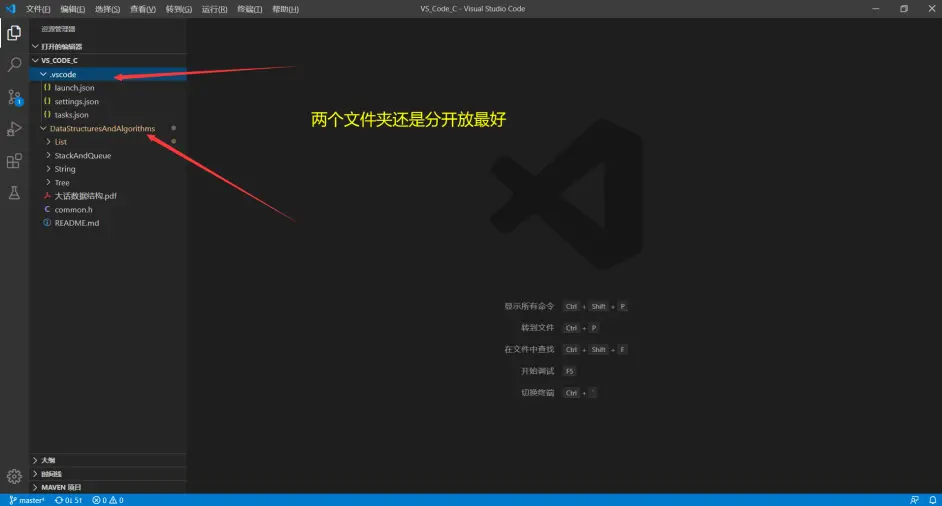 文件(F) 编辑(E) 选择(S) 查看(V) 转到(G) 运行(R) 终端(T) 帮助(H)
VS_Code_C - Visual Studio Code
资源管理器
打开的编辑器
VS_CODE_C
.vscode
launch.json
settings.json
tasks.json
DataStructuresAndAlgorithms
List
StackAndQueue
String
Tree
大话数据结构.pdf
common.h
README.md
两个文件夹还是分开放最好
显示所有命令 Ctrl + Shift + P
转到文件 Ctrl + P
在文件中查找 Ctrl + Shift + F
开始调试 F5
切换终端 Ctrl + `
大纲
时间线
MAVEN 项目
1
master* 0↓ 5↑ 0 0